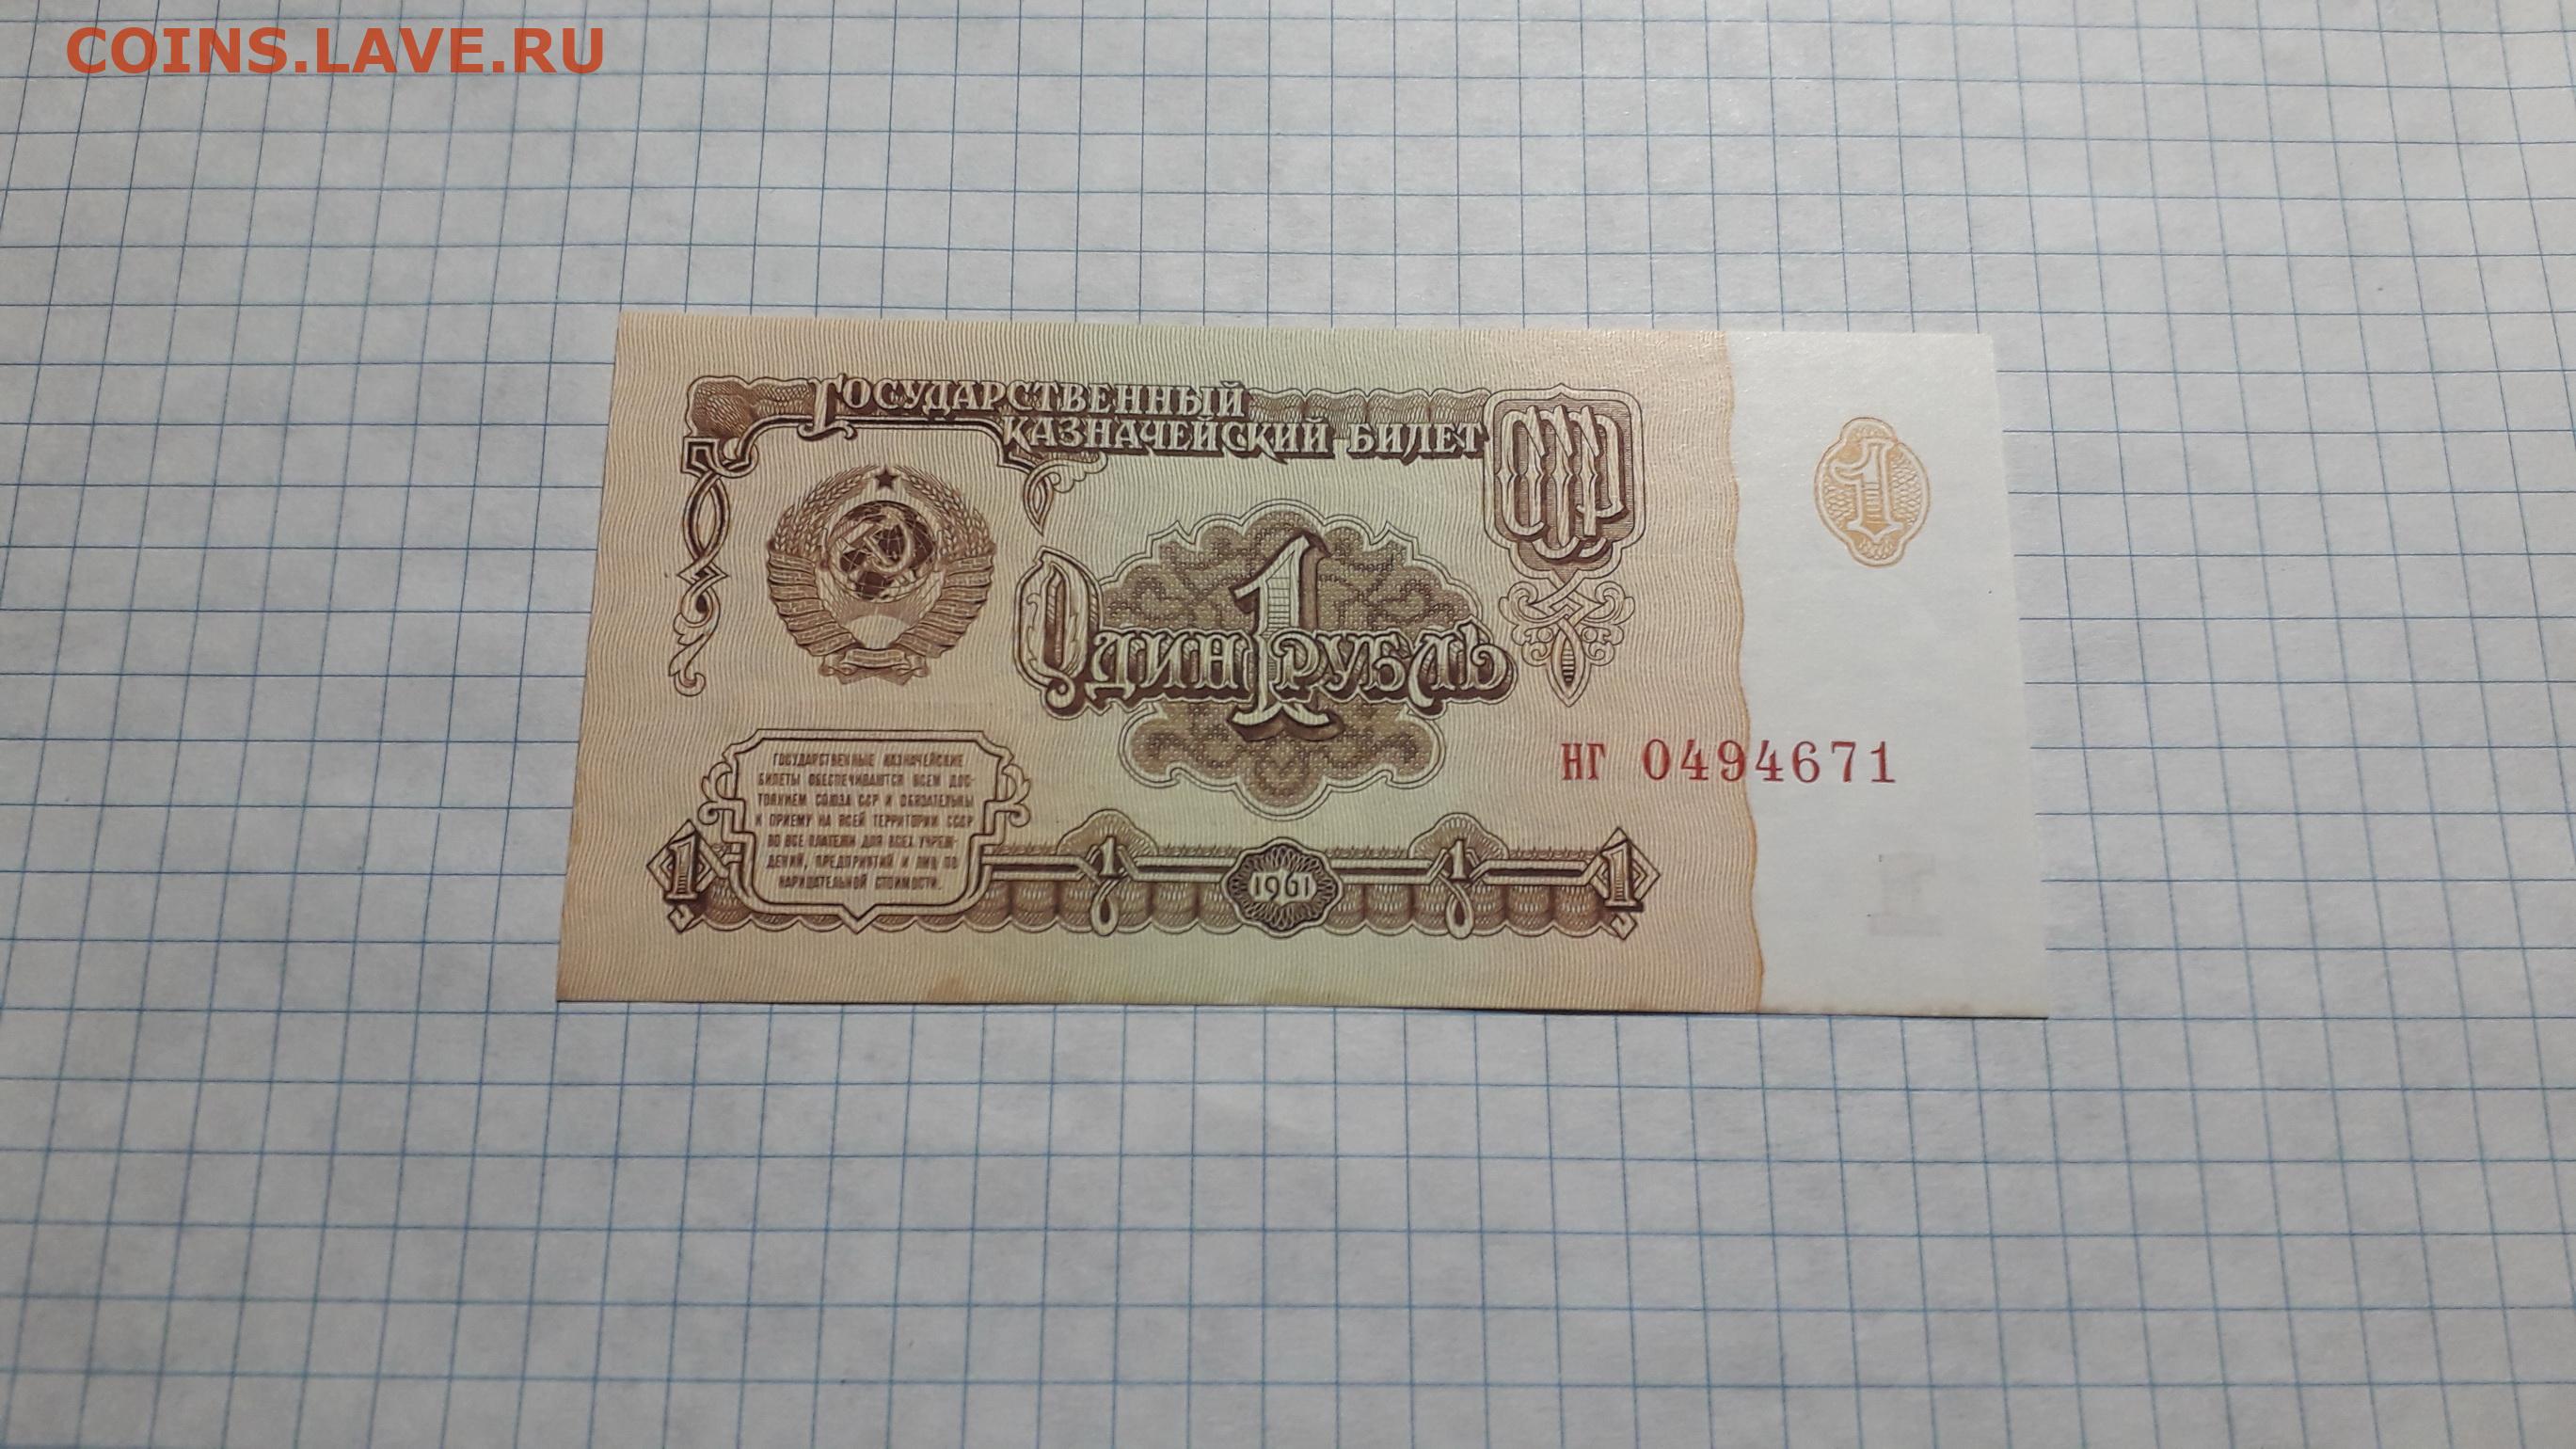 COINS.LAVE.RU
ГОСУДАРСТВЕННЫЙ
КАЗНАЧЕЙСКИЙ БИЛЕТ
СССР
1
1
ОДИН РУБЛЬ
нг 0494671
ГОСУДАРСТВЕННЫЕ КАЗНАЧЕЙСКИЕ
БИЛЕТЫ ОБЕСПЕЧИВАЮТСЯ ВСЕМ ДОС-
ТОЯНИЕМ СОЮЗА ССР И ОБЯЗАТЕЛЬНЫ
К ПРИЕМУ НА ВСЕЙ ТЕРРИТОРИИ СССР
ВО ВСЕ ПЛАТЕЖИ ДЛЯ ВСЕХ УЧРЕЖ-
ДЕНИЙ, ПРЕДПРИЯТИЙ И ЛИЦ ПО
НАРИЦАТЕЛЬНОЙ СТОИМОСТИ.
1 1 1961 1 1